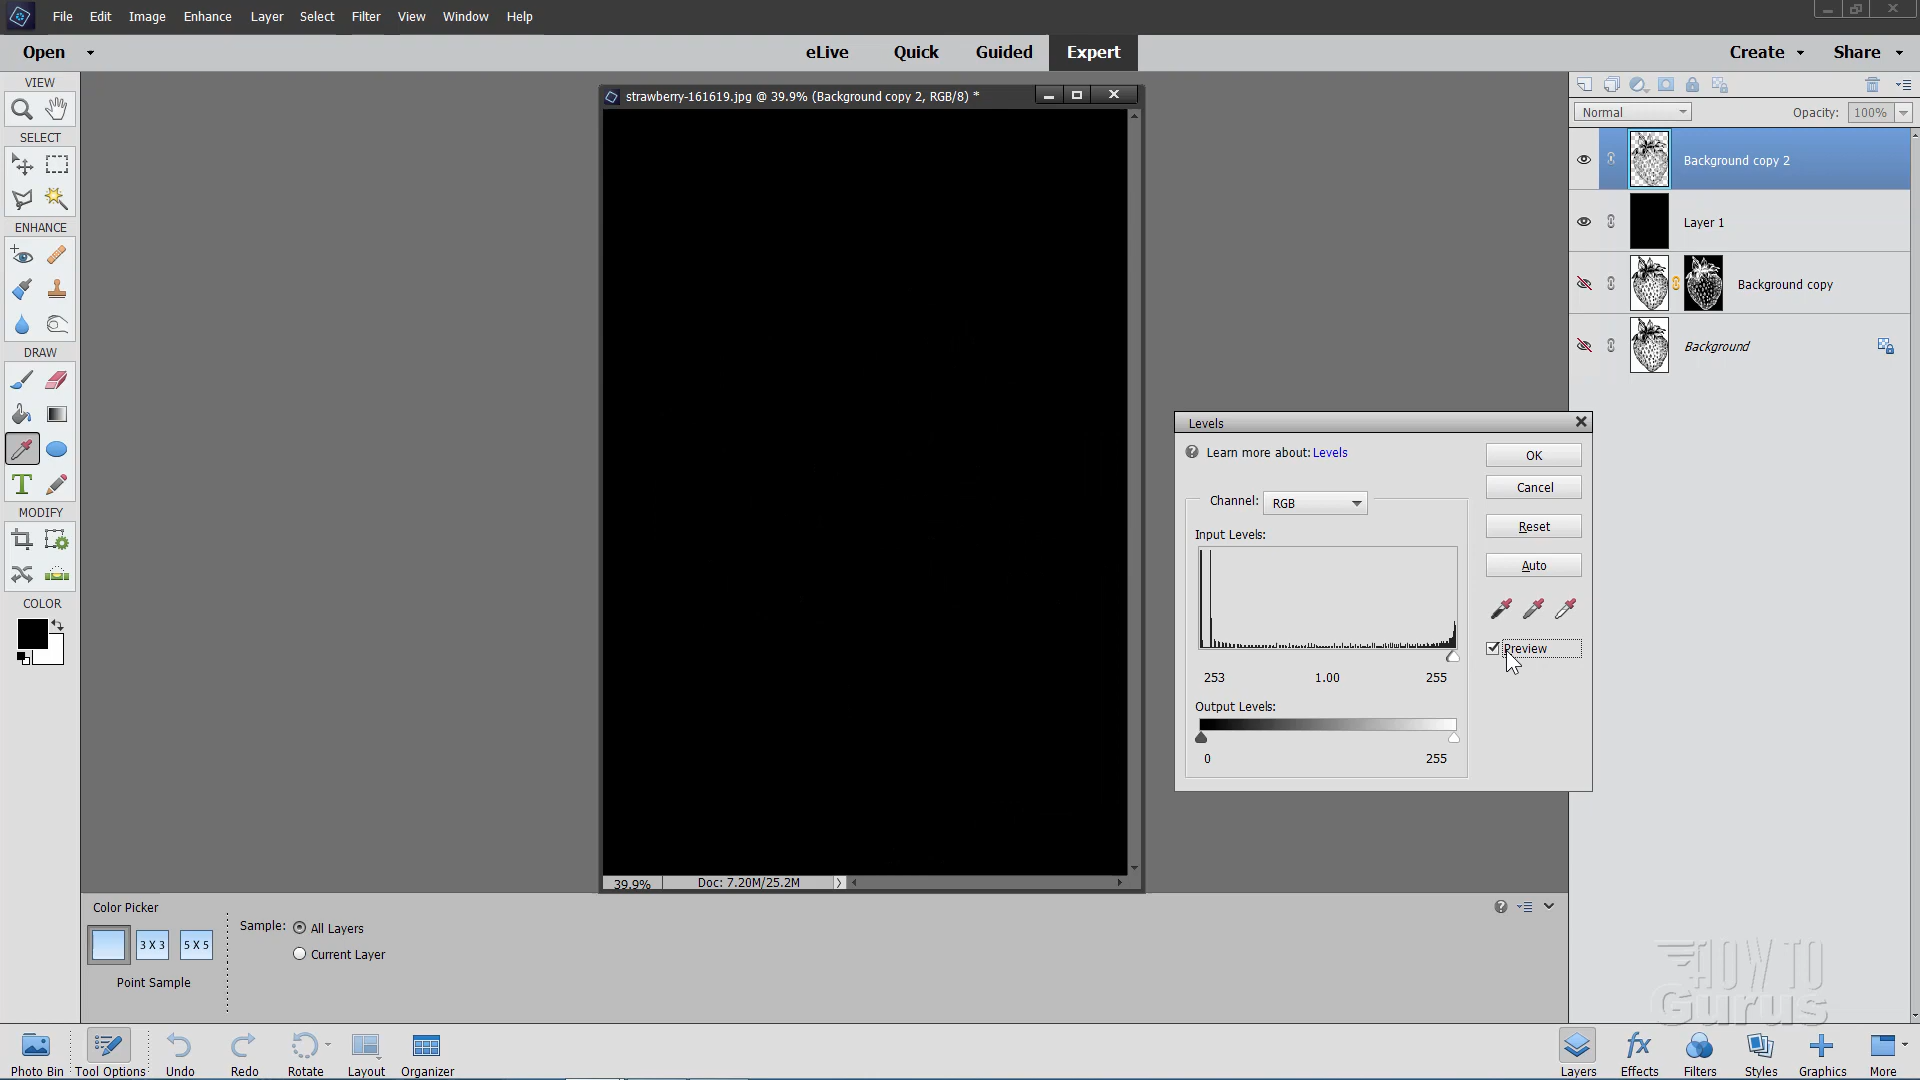 File Edit Image Enhance Layer Select Filter View Window Help
Open eLive Quick Guided Expert Create Share
VIEW
SELECT
ENHANCE
DRAW
T
MODIFY
COLOR
strawberry-161619.jpg @ 39.9% (Background copy 2, RGB/8) *
39.9% Doc: 7.20M/25.2M
Normal Opacity: 100%
Background copy 2
Layer 1
Background copy
Background
Levels
Learn more about: Levels
OK
Cancel
Channel: RGB
Reset
Input Levels:
Auto
Preview
253 1.00 255
Output Levels:
0 255
Color Picker
Sample: All Layers
3 X 3 5 X 5
Current Layer
Point Sample
HOW TO
Gurus
Photo Bin Tool Options Undo Redo Rotate Layout Organizer
fx
Layers Effects Filters Styles Graphics More